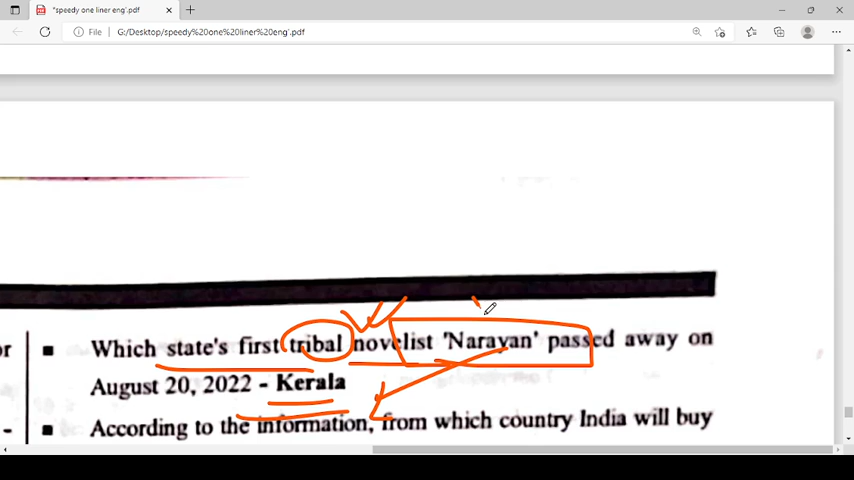 *speedy one liner eng'.pdf
File
G:/Desktop/speedy%20one%20liner%20eng'.pdf
or
■ Which state's first tribal novelist 'Narayan' passed away on
August 20, 2022 - Kerala
-
■ According to the information, from which country India will buy